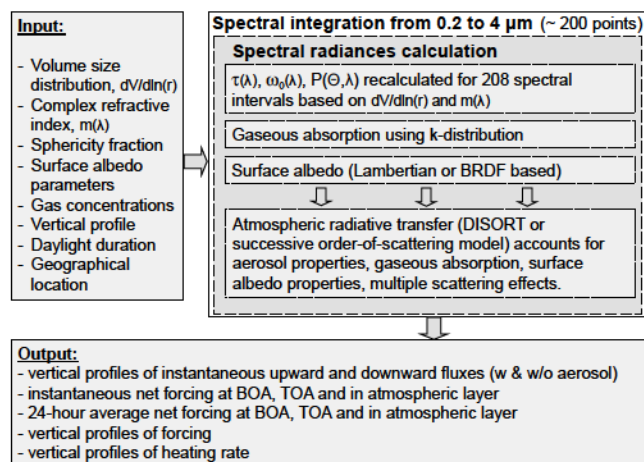 Input:
- Volume size
distribution, dV/dln(r)
- Complex refractive
index, m(λ)
- Sphericity fraction
- Surface albedo
parameters
- Gas concentrations
- Vertical profile
- Daylight duration
- Geographical
location
Spectral integration from 0.2 to 4 µm (~ 200 points)
Spectral radiances calculation
τ(λ), ω₀(λ), P(Θ,λ) recalculated for 208 spectral
intervals based on dV/dln(r) and m(λ)
Gaseous absorption using k-distribution
Surface albedo (Lambertian or BRDF based)
Atmospheric radiative transfer (DISORT or
successive order-of-scattering model) accounts for
aerosol properties, gaseous absorption, surface
albedo properties, multiple scattering effects.
Output:
- vertical profiles of instantaneous upward and downward fluxes (w & w/o aerosol)
- instantaneous net forcing at BOA, TOA and in atmospheric layer
- 24-hour average net forcing at BOA, TOA and in atmospheric layer
- vertical profiles of forcing
- vertical profiles of heating rate